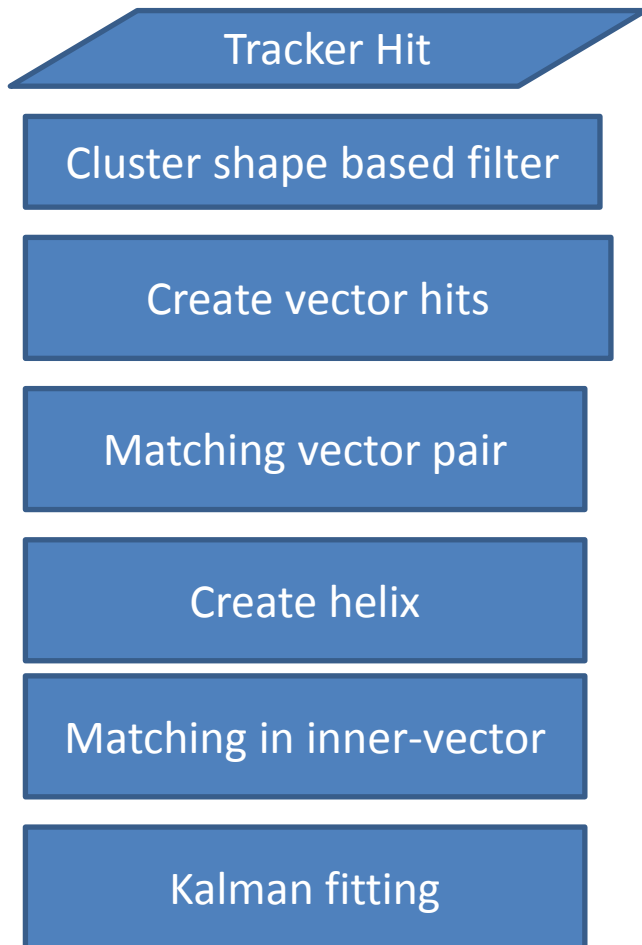 Tracker Hit
Cluster shape based filter
Create vector hits
Matching vector pair
Create helix
Matching in inner-vector
Kalman fitting